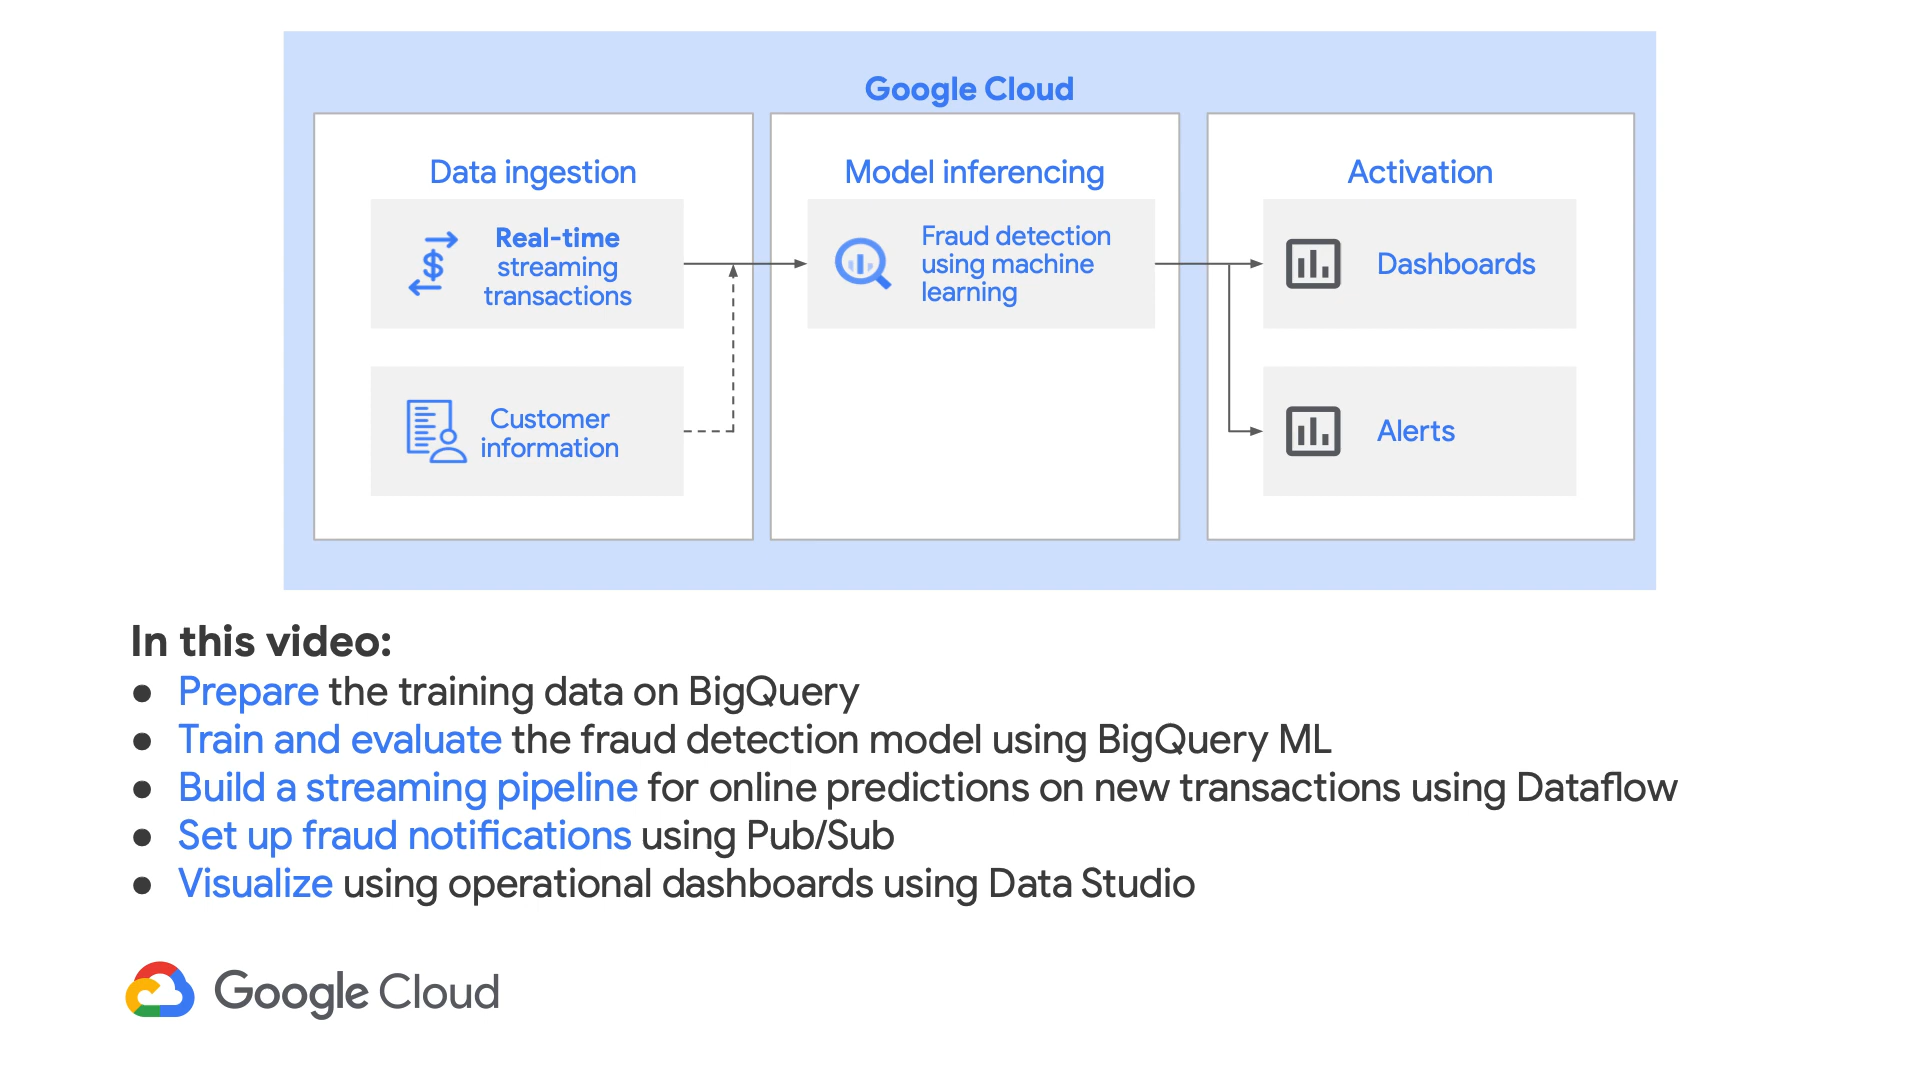 Google Cloud
Data ingestion
Real-time
streaming
transactions
Customer
information
Model inferencing
Fraud detection
using machine
learning
Activation
Dashboards
Alerts
In this video:
● Prepare the training data on BigQuery
● Train and evaluate the fraud detection model using BigQuery ML
● Build a streaming pipeline for online predictions on new transactions using Dataflow
● Set up fraud notifications using Pub/Sub
● Visualize using operational dashboards using Data Studio
Google Cloud